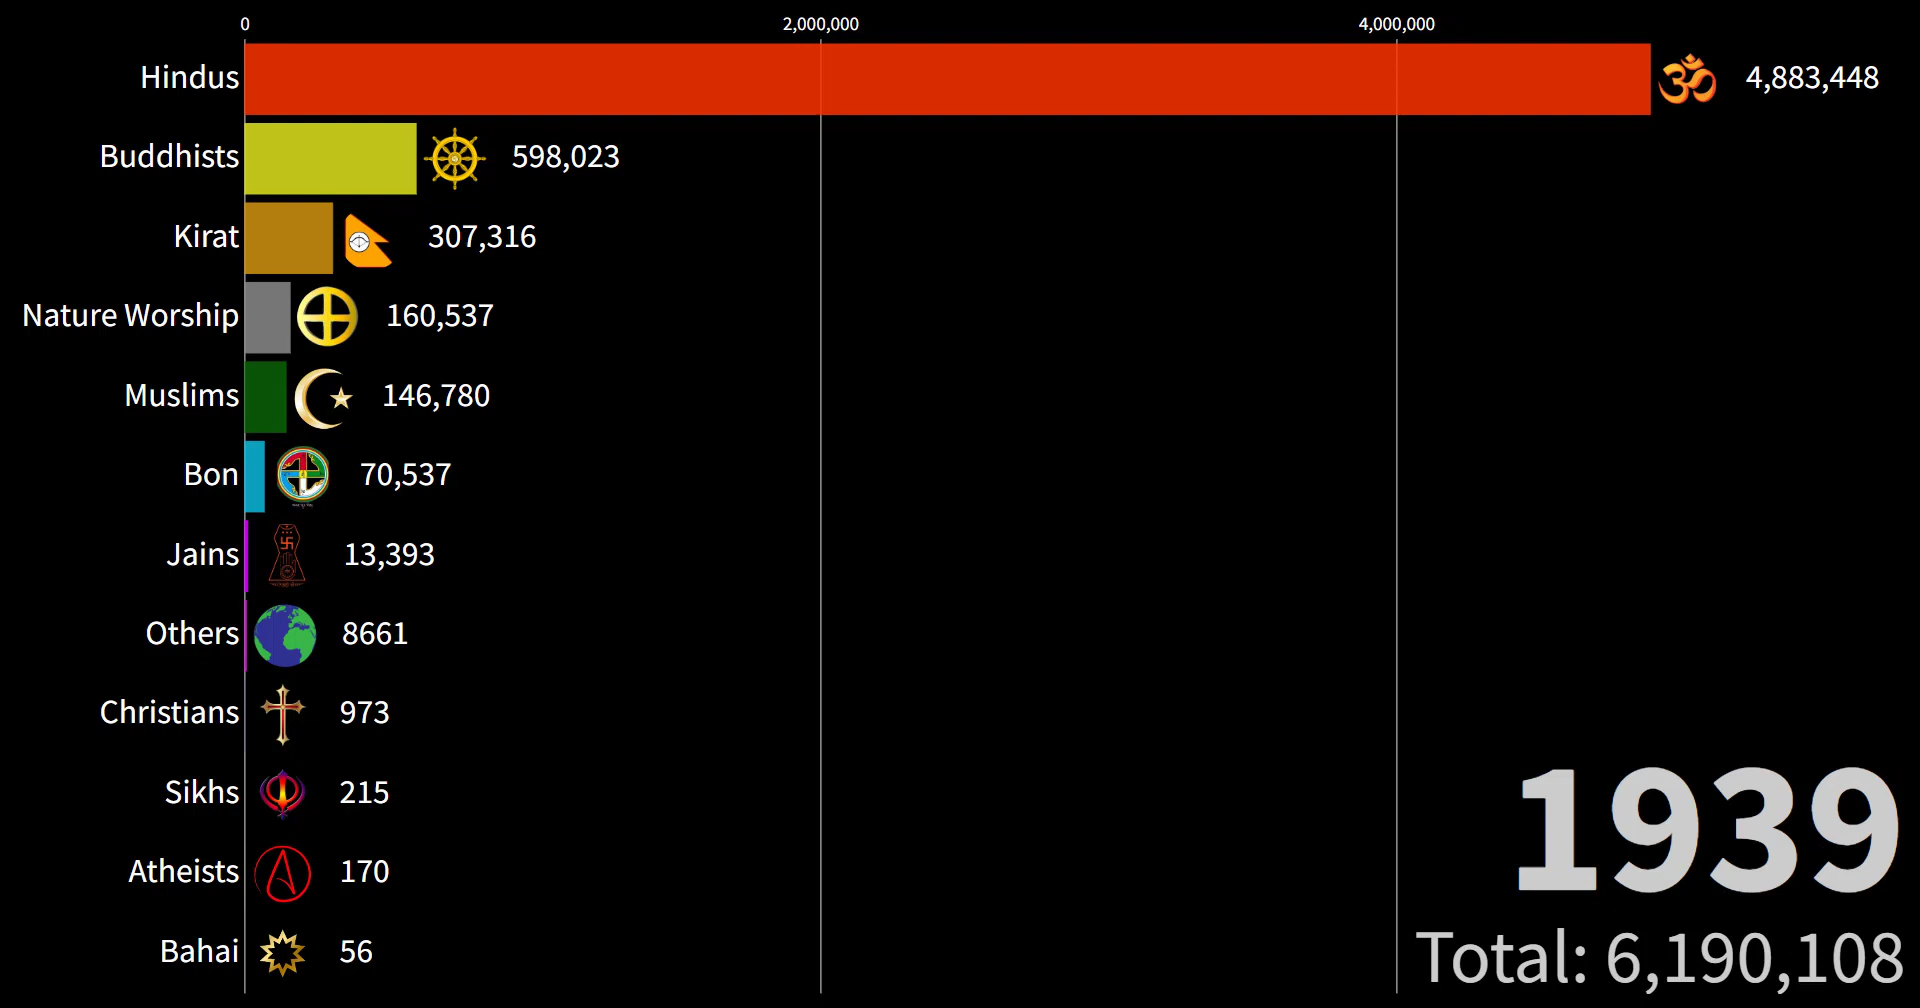 0 2,000,000 4,000,000
Hindus 4,883,448
Buddhists 598,023
Kirat 307,316
Nature Worship 160,537
Muslims 146,780
Bon 70,537
Jains 13,393
Others 8661
Christians 973
Sikhs 215
Atheists 170
Bahai 56
1939
Total: 6,190,108